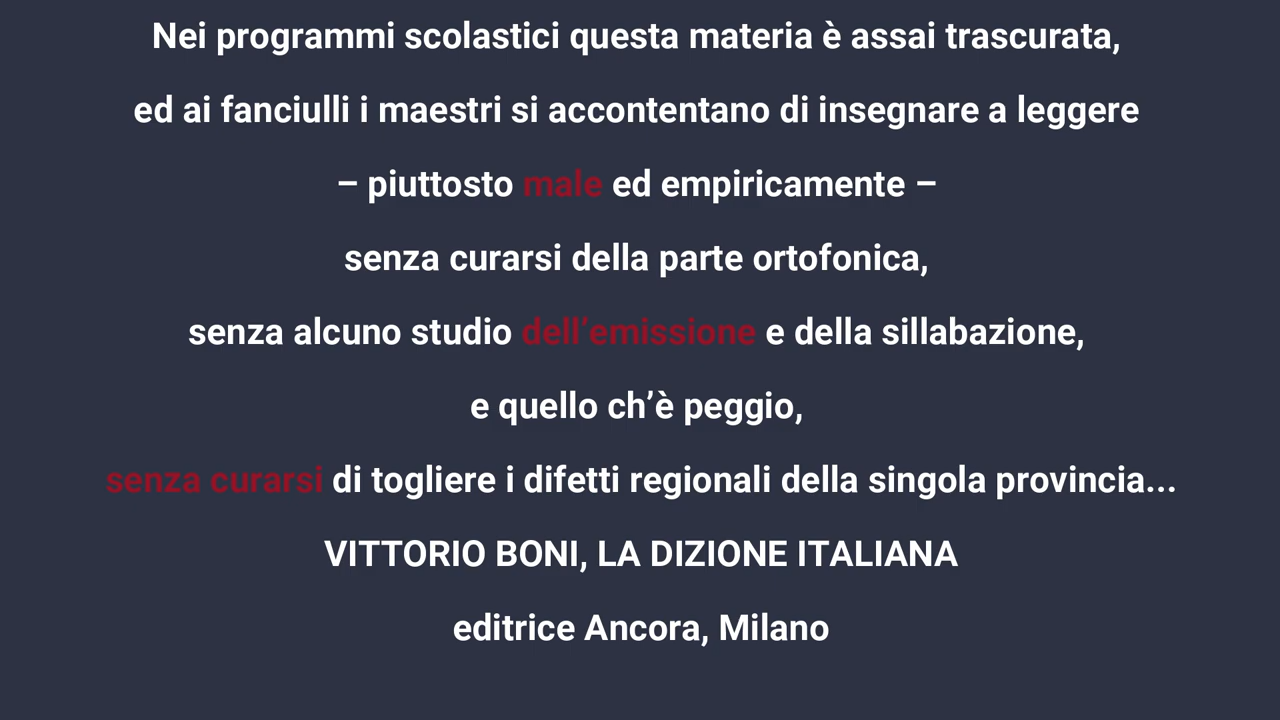 Nei programmi scolastici questa materia è assai trascurata,
ed ai fanciulli i maestri si accontentano di insegnare a leggere
– piuttosto male ed empiricamente –
senza curarsi della parte ortofonica,
senza alcuno studio dell’emissione e della sillabazione,
e quello ch’è peggio,
senza curarsi di togliere i difetti regionali della singola provincia...
VITTORIO BONI, LA DIZIONE ITALIANA
editrice Ancora, Milano